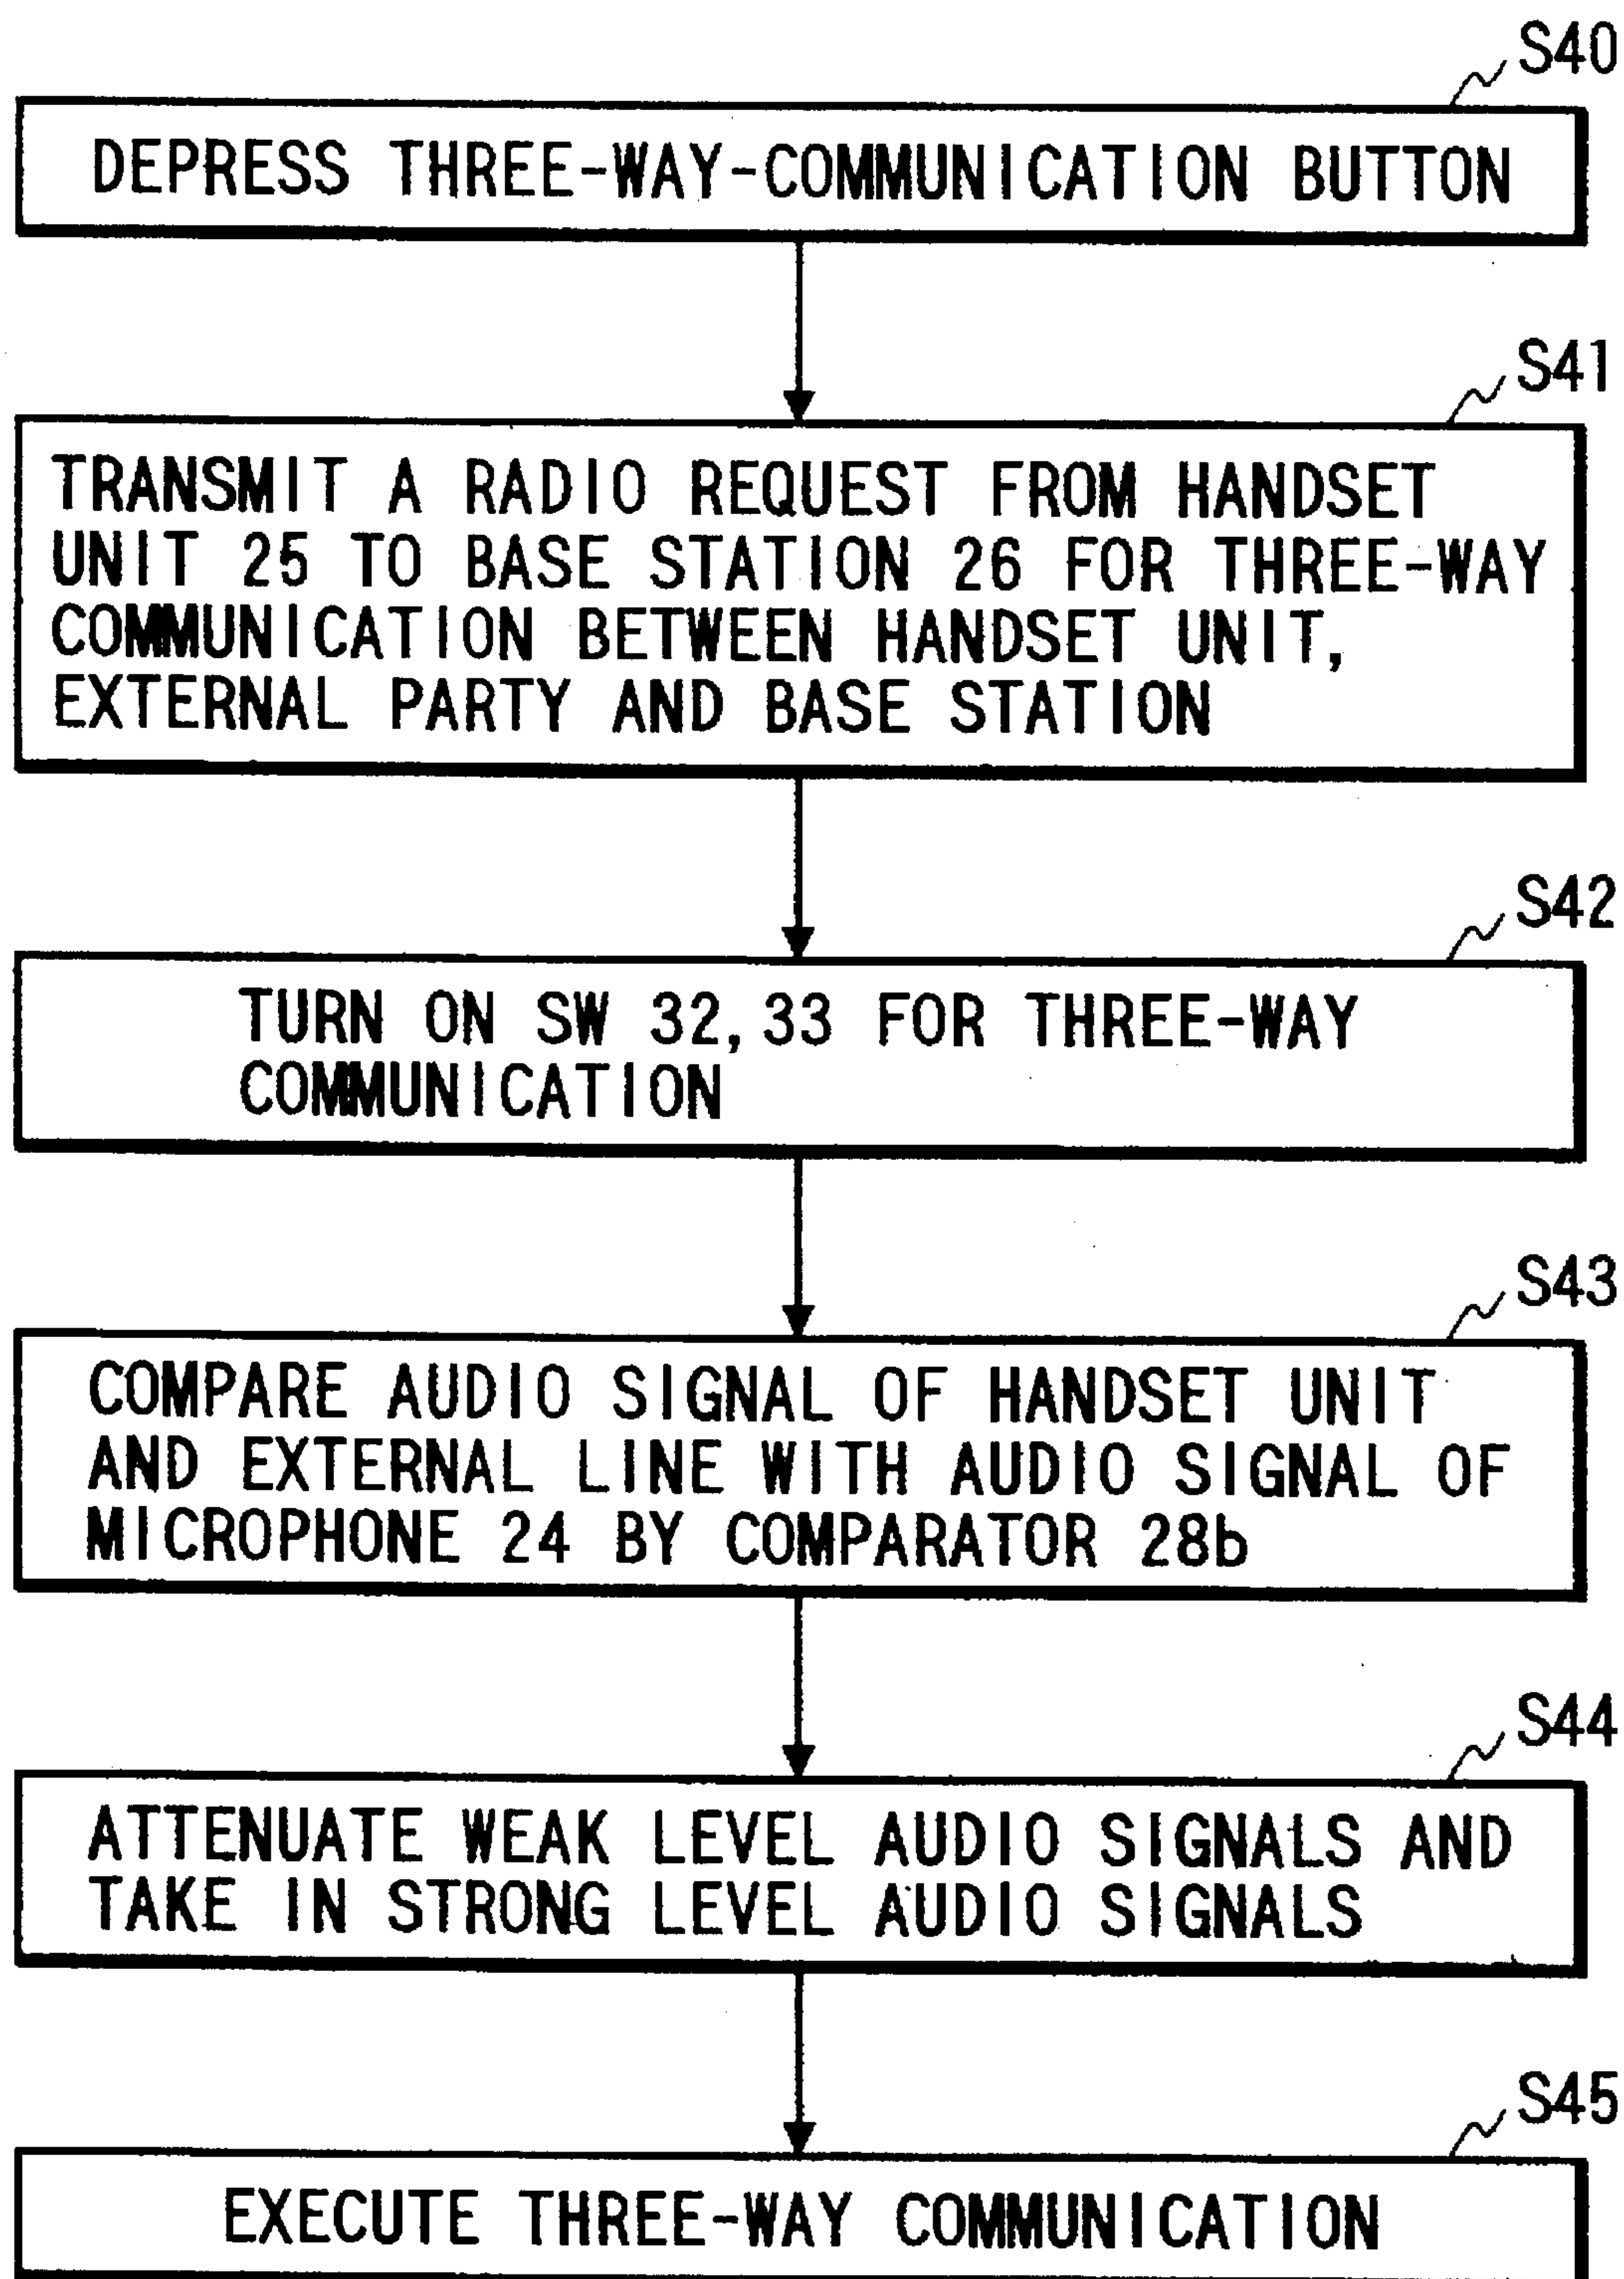 S40
DEPRESS THREE-WAY-COMMUNICATION BUTTON
S41
TRANSMIT A RADIO REQUEST FROM HANDSET
UNIT 25 TO BASE STATION 26 FOR THREE-WAY
COMMUNICATION BETWEEN HANDSET UNIT,
EXTERNAL PARTY AND BASE STATION
S42
TURN ON SW 32, 33 FOR THREE-WAY
COMMUNICATION
S43
COMPARE AUDIO SIGNAL OF HANDSET UNIT
AND EXTERNAL LINE WITH AUDIO SIGNAL OF
MICROPHONE 24 BY COMPARATOR 28b
S44
ATTENUATE WEAK LEVEL AUDIO SIGNALS AND
TAKE IN STRONG LEVEL AUDIO SIGNALS
S45
EXECUTE THREE-WAY COMMUNICATION